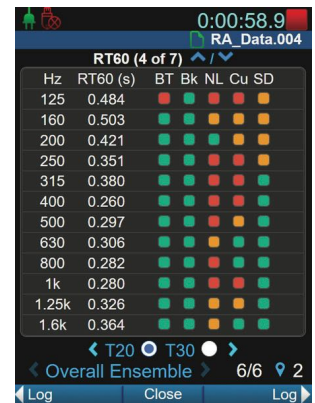 0:00:58.9
RA_Data.004
RT60 (4 of 7) /
Hz RT60 (s) BT Bk NL Cu SD
125 0.484
160 0.503
200 0.421
250 0.351
315 0.380
400 0.260
500 0.297
630 0.306
800 0.282
1k 0.280
1.25k 0.326
1.6k 0.364
T20 T30
Overall Ensemble 6/6 2
Log Close Log